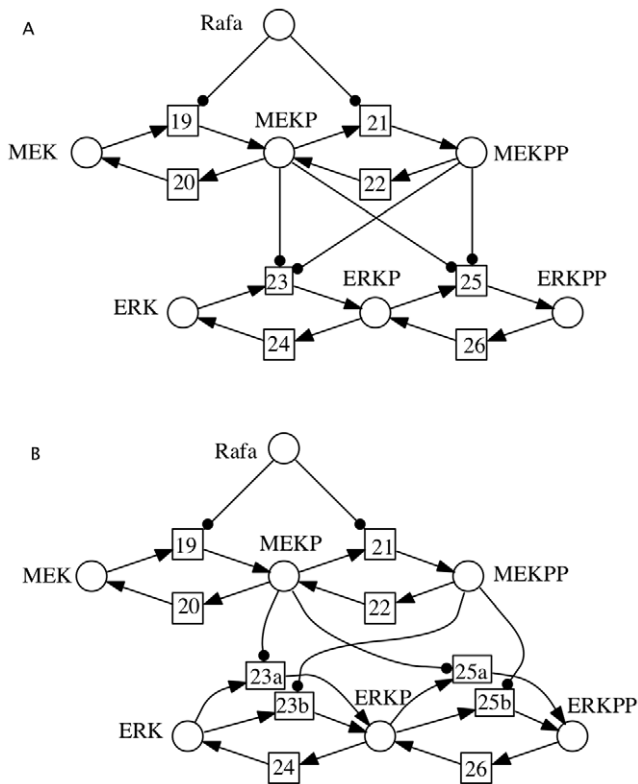 A
Rafa
19
MEKP
21
MEK
MEKPP
20
22
23
ERKP
25
ERKPP
ERK
24
26
B
Rafa
19
MEKP
21
MEK
MEKPP
20
22
23a
25a
23b
ERKP
25b
ERKPP
ERK
24
26